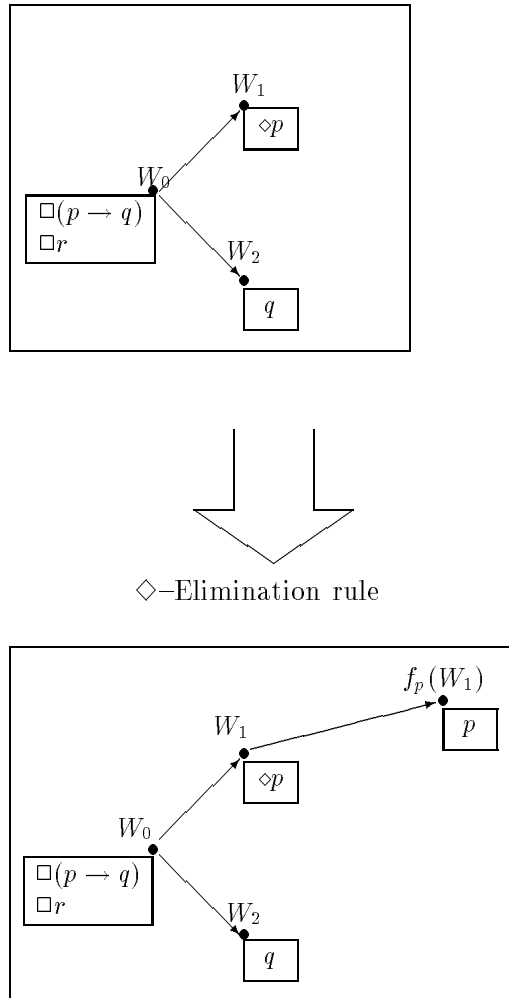 W₁
◇p
W₀
□(p → q)
□r
W₂
q
◇–Elimination rule
fₚ(W₁)
p
W₁
◇p
W₀
□(p → q)
□r
W₂
q